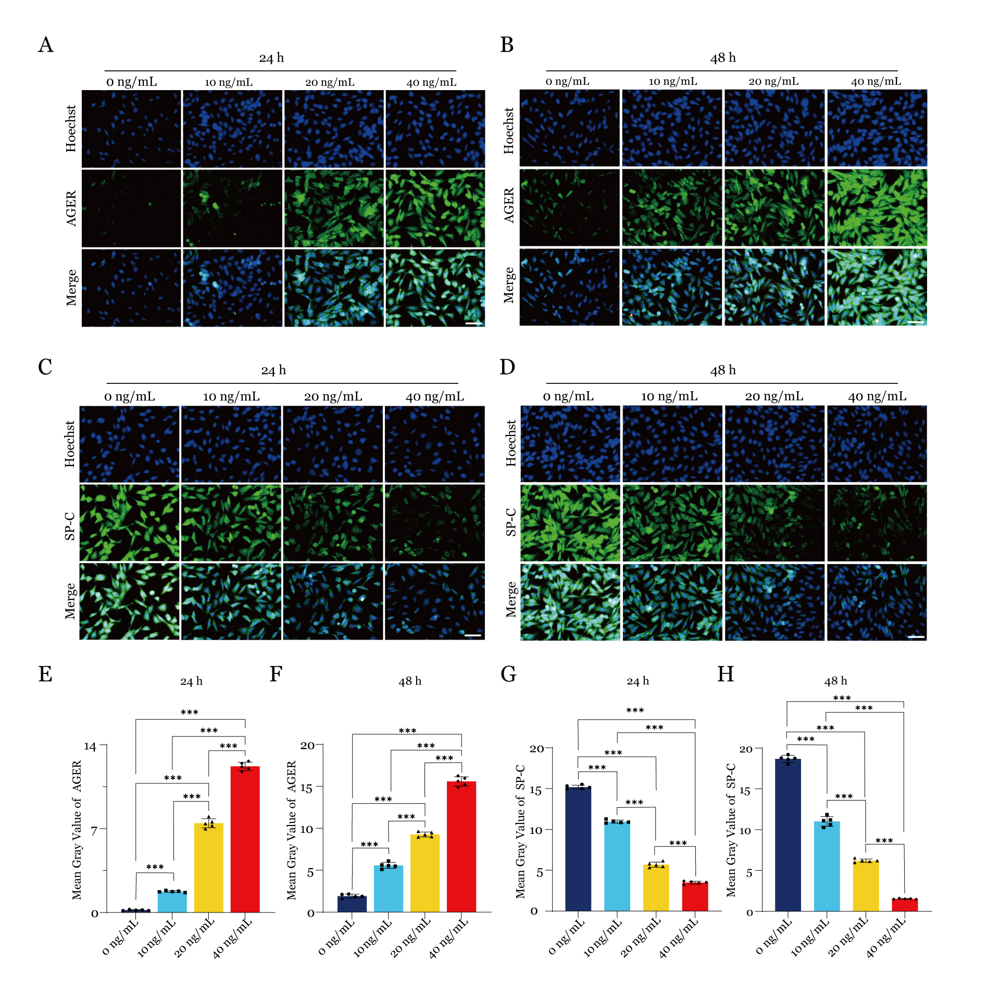 A
24 h
0 ng/mL 10 ng/mL 20 ng/mL 40 ng/mL
Hoechst
AGER
Merge
B
48 h
0 ng/mL 10 ng/mL 20 ng/mL 40 ng/mL
Hoechst
AGER
Merge
C
24 h
0 ng/mL 10 ng/mL 20 ng/mL 40 ng/mL
Hoechst
SP-C
Merge
D
48 h
0 ng/mL 10 ng/mL 20 ng/mL 40 ng/mL
Hoechst
SP-C
Merge
E
24 h
Mean Gray Value of AGER
14
7
0
***
***
***
***
***
***
0 ng/mL 10 ng/mL 20 ng/mL 40 ng/mL
F
48 h
Mean Gray Value of AGER
20
15
10
5
0
***
***
***
***
***
***
0 ng/mL 10 ng/mL 20 ng/mL 40 ng/mL
G
24 h
Mean Gray Value of SP-C
20
15
10
5
0
***
***
***
***
***
***
0 ng/mL 10 ng/mL 20 ng/mL 40 ng/mL
H
48 h
Mean Gray Value of SP-C
20
15
10
5
0
***
***
***
***
***
***
0 ng/mL 10 ng/mL 20 ng/mL 40 ng/mL